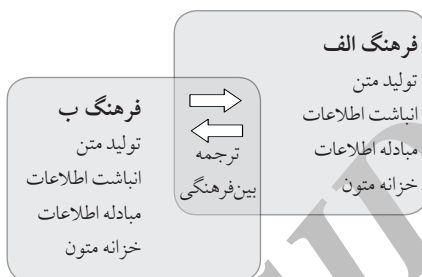 فرهنگ الف
تولید متن
انباشت اطلاعات
مبادله اطلاعات
خزانه متون
ترجمه
بین‌فرهنگی
فرهنگ ب
تولید متن
انباشت اطلاعات
مبادله اطلاعات
خزانه متون